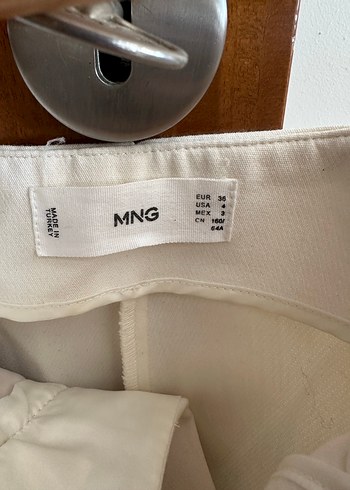 MADE IN
TURKEY
MNG
EUR 36
USA 4
MEX 3
CN 160/
64A